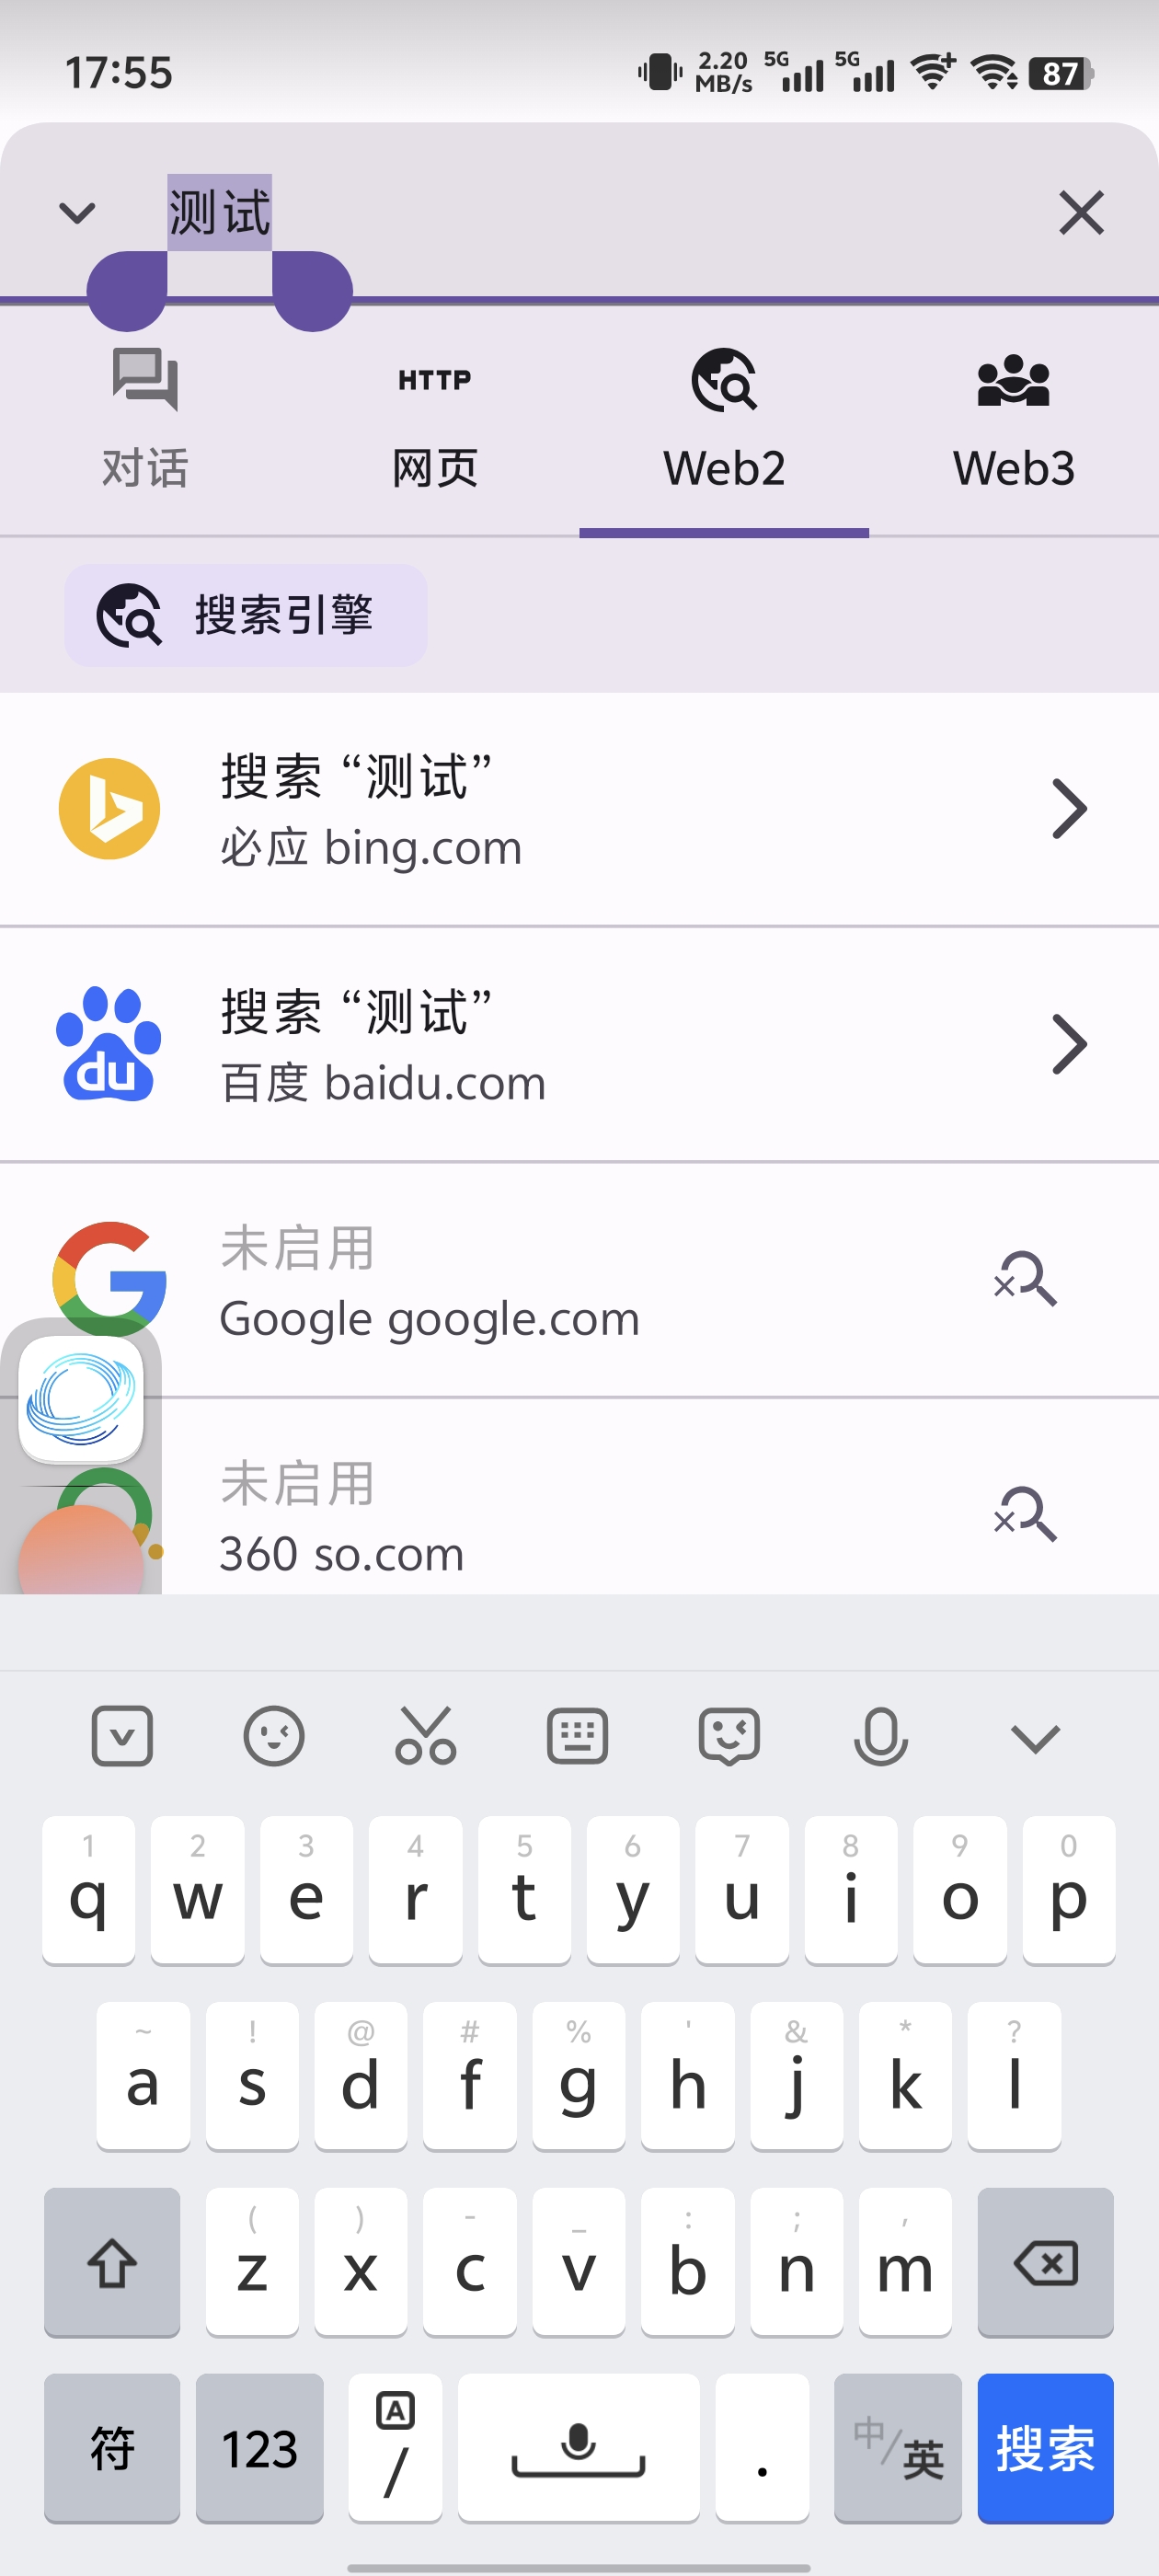 17:55
2.20 MB/s 5G 5G 87
测试
对话 HTTP 网页 Web2 Web3
搜索引擎
搜索 “测试”
必应 bing.com
搜索 “测试”
du
百度 baidu.com
未启用
Google google.com
未启用
360 so.com
1 2 3 4 5 6 7 8 9 0
q w e r t y u i o p
~ ! @ # % ' & * ?
a s d f g h j k l
( ) - _ : ; ,
z x c v b n m
符 123 A / . 中/英 搜索